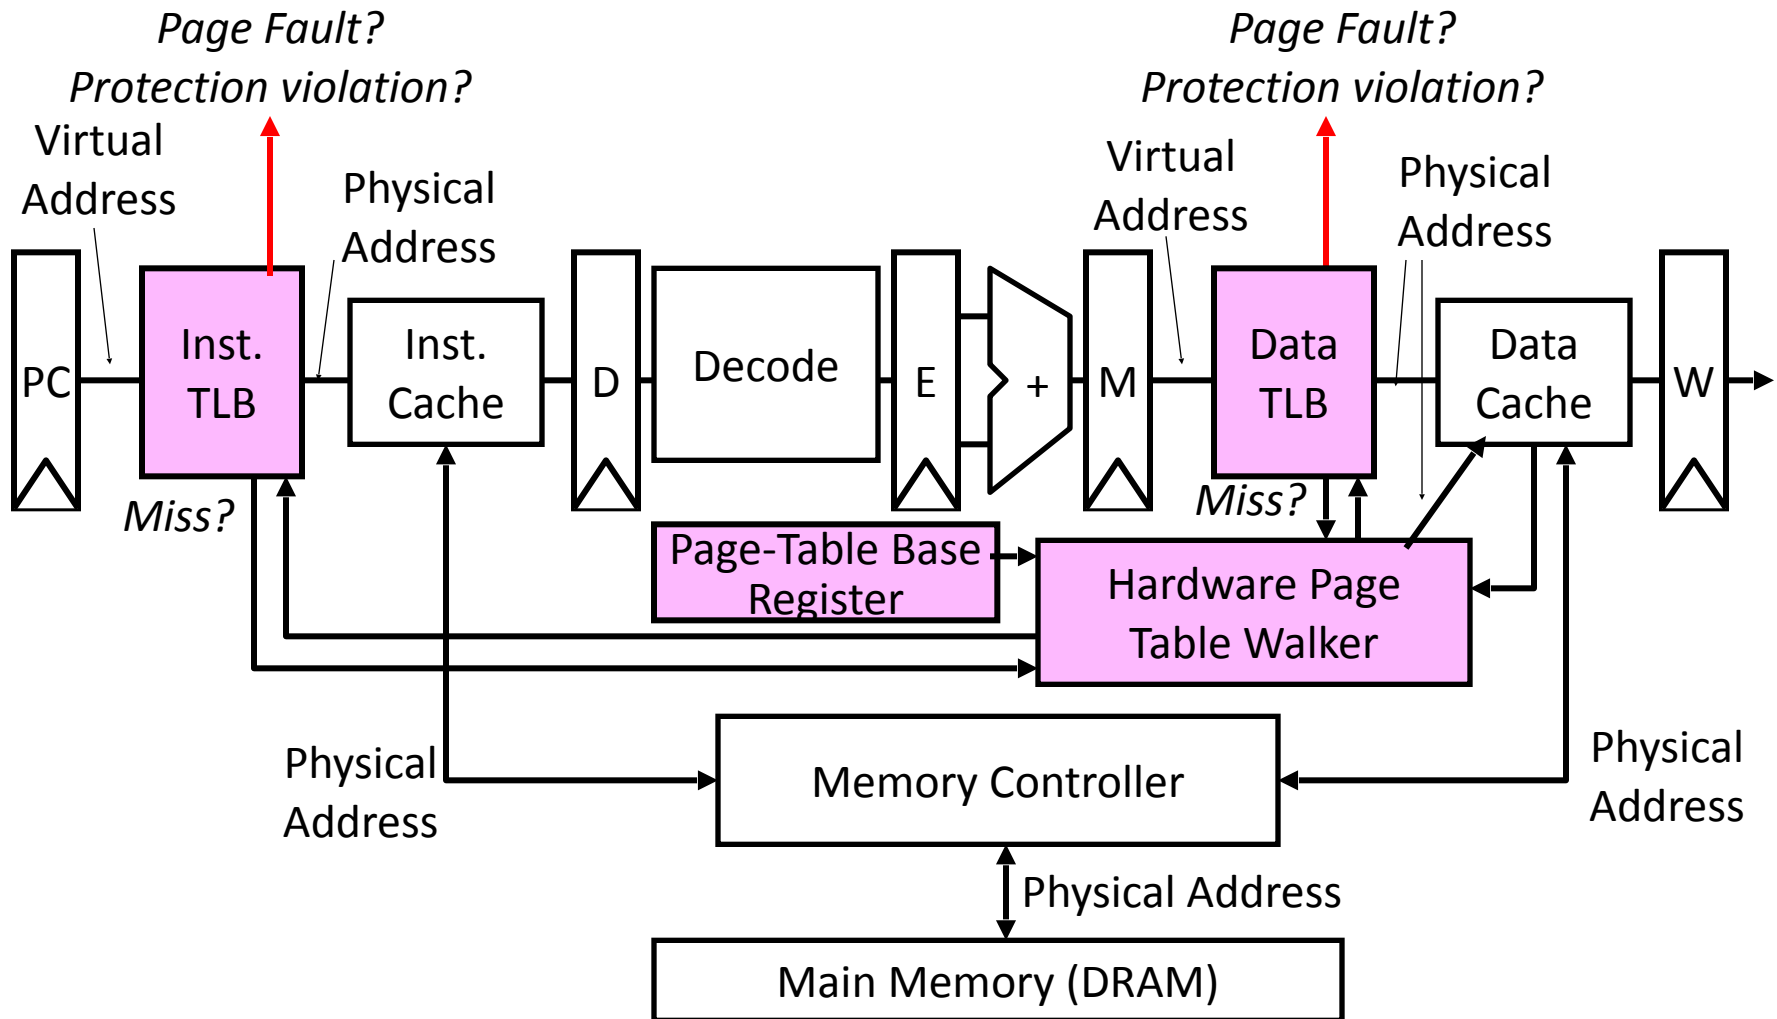 Page Fault?
Protection violation?
Page Fault?
Protection violation?
Virtual
Address
Physical
Address
Virtual
Address
Physical
Address
PC
Inst.
TLB
Inst.
Cache
D
Decode
E
+
M
Data
TLB
Data
Cache
W
Miss?
Miss?
Page-Table Base
Register
Hardware Page
Table Walker
Physical
Address
Memory Controller
Physical
Address
Physical Address
Main Memory (DRAM)